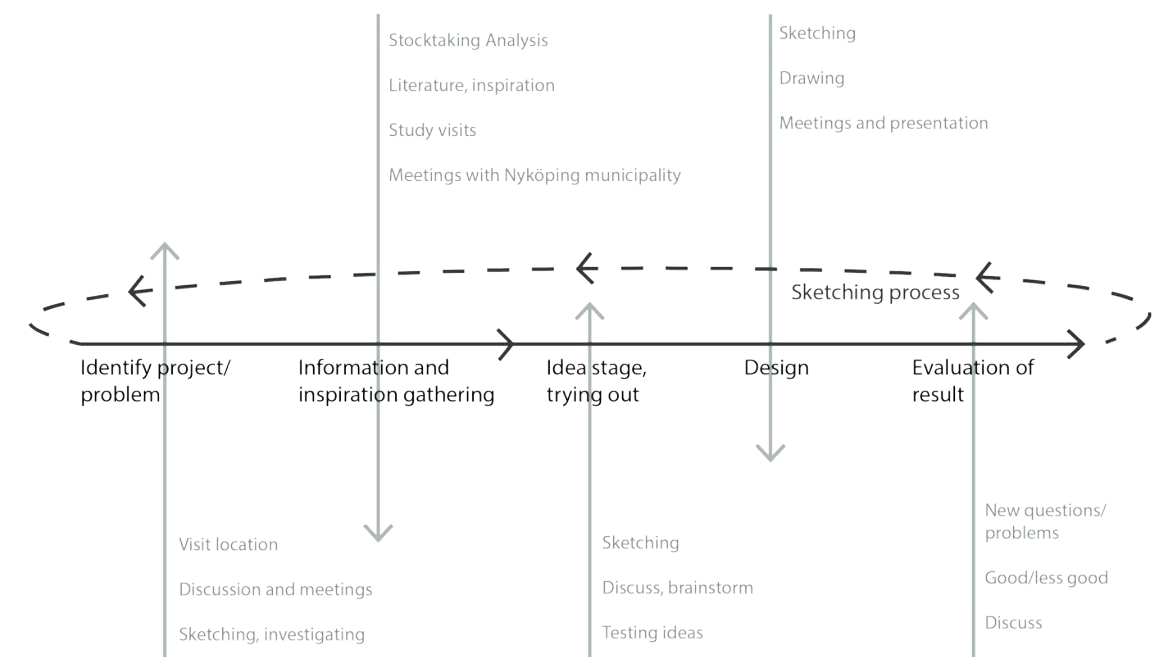 Stocktaking Analysis
Literature, inspiration
Study visits
Meetings with Nyköping municipality
Sketching
Drawing
Meetings and presentation
Sketching process
Identify project/
problem
Information and
inspiration gathering
Idea stage,
trying out
Design
Evaluation of
result
Visit location
Discussion and meetings
Sketching, investigating
Sketching
Discuss, brainstorm
Testing ideas
New questions/
problems
Good/less good
Discuss